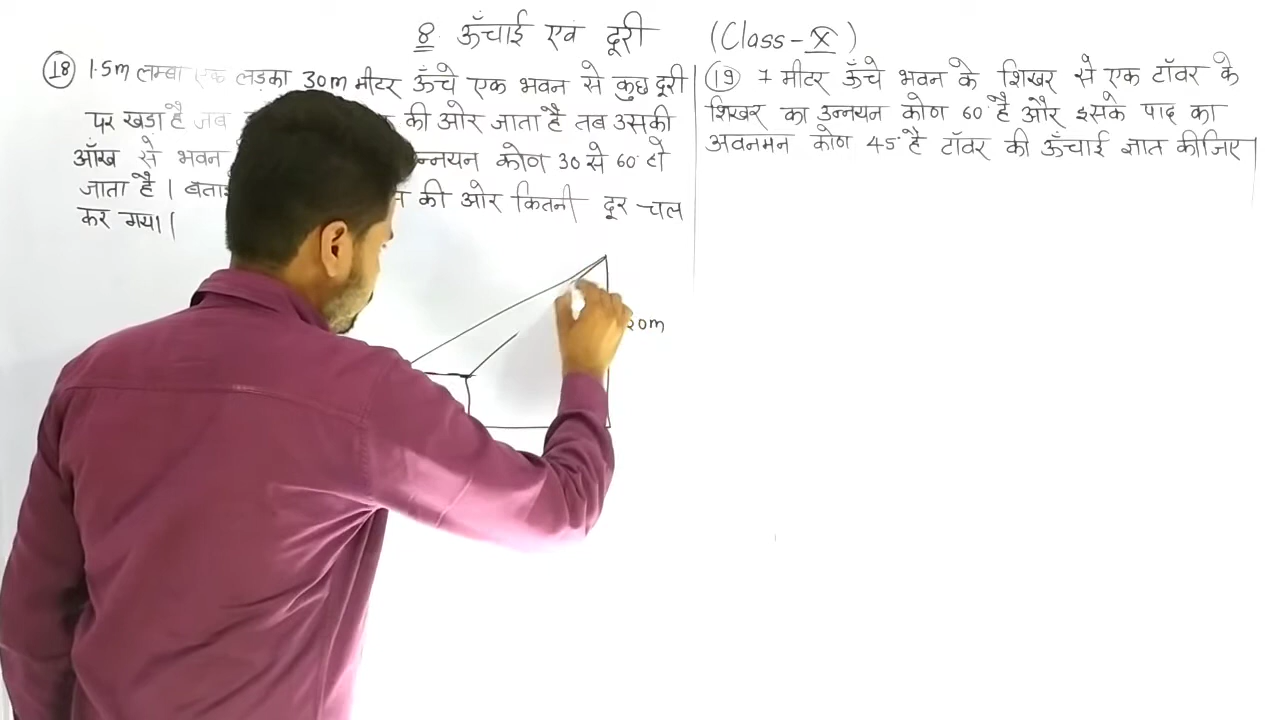 8. ऊँचाई एवं दूरी (Class-X)
(18) 1.5m लम्बा एक लड़का 30m मीटर ऊँचे एक भवन से कुछ दूरी
पर खडा है जब की ओर जाता है तब उसकी
आँख से भवन उन्नयन कोण 30 से 60° हो
जाता है। की ओर कितनी दूर चल
कर गया।
30m
(19) 7 मीटर ऊँचे भवन के शिखर से एक टॉवर के
शिखर का उन्नयन कोण 60° है और इसके पाद का
अवनमन कोण 45° है टॉवर की ऊँचाई ज्ञात कीजिए|